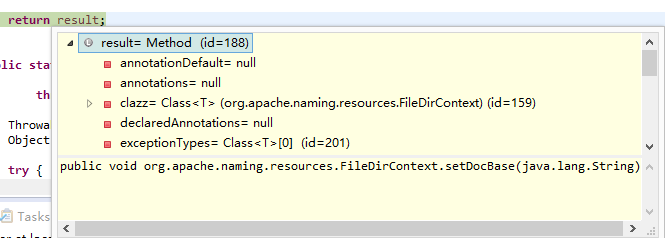 return result;
result= Method (id=188)
annotationDefault= null
annotations= null
clazz= Class<T> (org.apache.naming.resources.FileDirContext) (id=159)
declaredAnnotations= null
exceptionTypes= Class<T>[0] (id=201)
public void org.apache.naming.resources.FileDirContext.setDocBase(java.lang.String)
blic stat
th
Throwa
Object
try {
Tasks